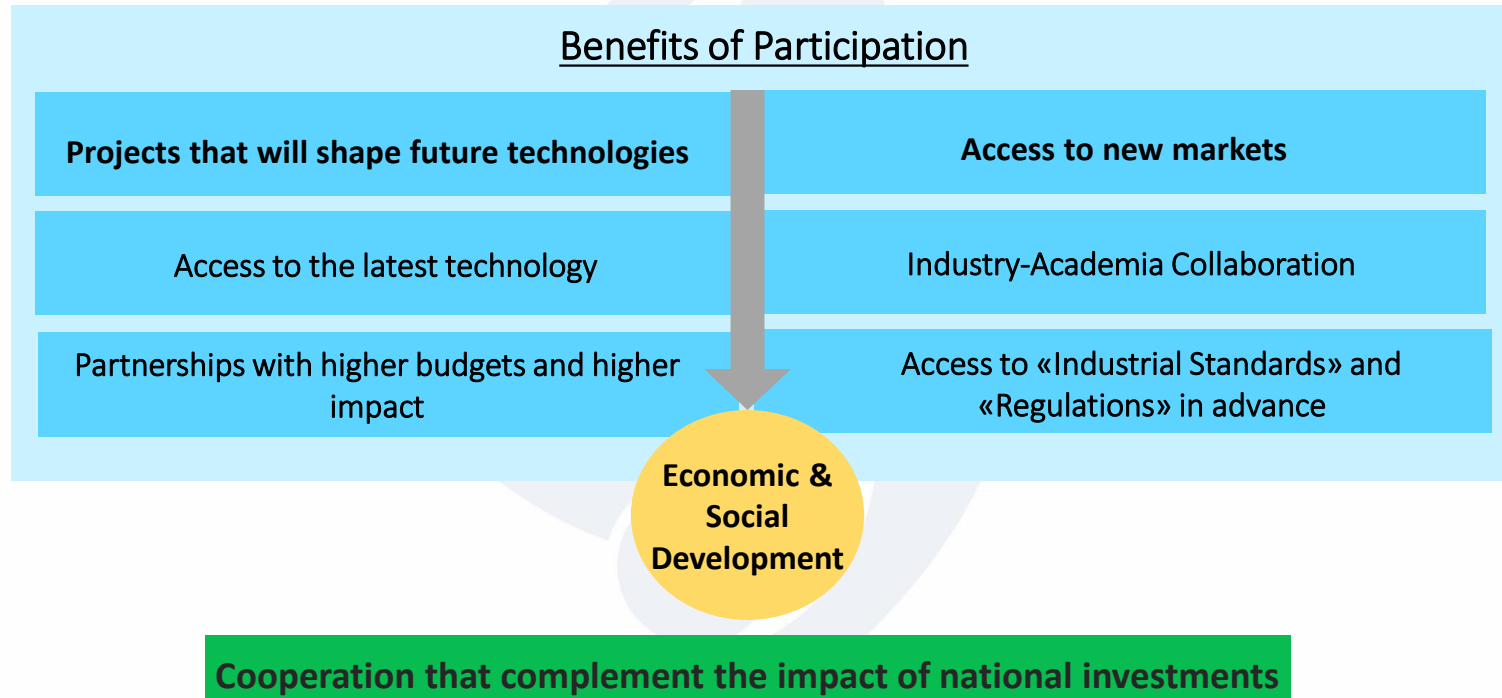 Benefits of Participation
Projects that will shape future technologies
Access to new markets
Access to the latest technology
Industry-Academia Collaboration
Partnerships with higher budgets and higher
impact
Access to «Industrial Standards» and
«Regulations» in advance
Economic &
Social
Development
Cooperation that complement the impact of national investments